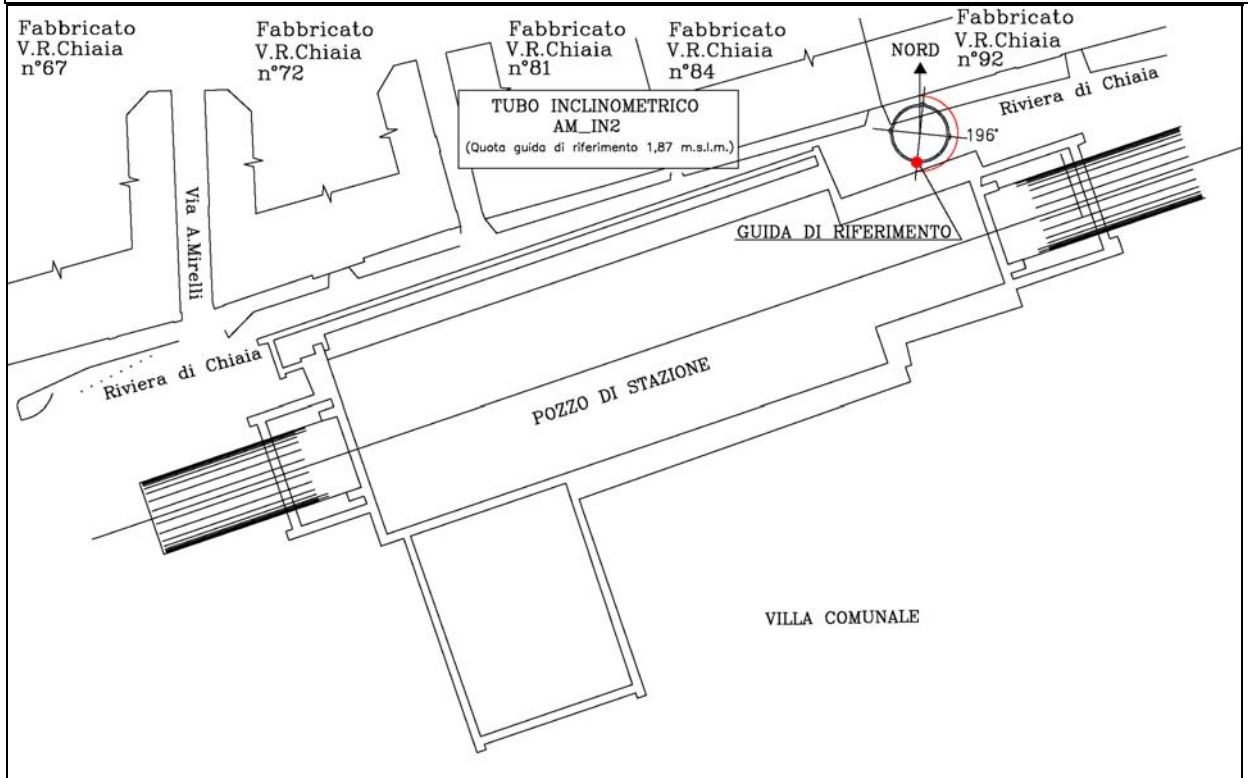 Fabbricato
V.R.Chiaia
n°67
Fabbricato
V.R.Chiaia
n°72
Fabbricato
V.R.Chiaia
n°81
Fabbricato
V.R.Chiaia
n°84
Fabbricato
V.R.Chiaia
n°92
NORD
Riviera di Chiaia
196°
TUBO INCLINOMETRICO
AM_IN2
(Quota guida di riferimento 1,87 m.s.l.m.)
GUIDA DI RIFERIMENTO
Via A.Mirelli
Riviera di Chiaia
POZZO DI STAZIONE
VILLA COMUNALE